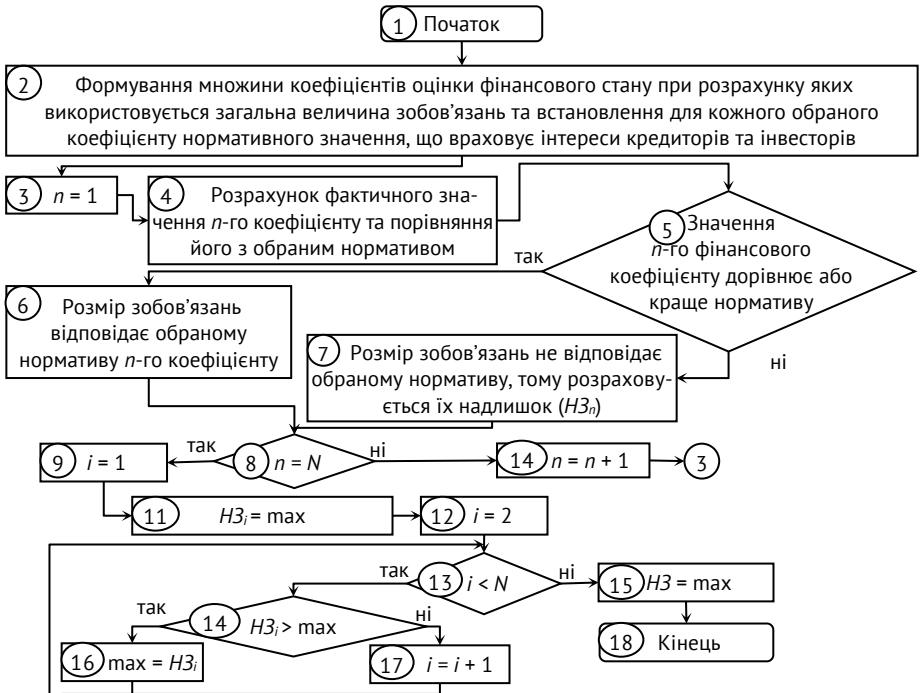 1 Початок
2 Формування множини коефіцієнтів оцінки фінансового стану при розрахунку яких
використовується загальна величина зобов'язань та встановлення для кожного обраного
коефіцієнту нормативного значення, що враховує інтереси кредиторів та інвесторів
3 n = 1
4 Розрахунок фактичного зна-
чення n-го коефіцієнту та порівняння
його з обраним нормативом
5 Значення
n-го фінансового
коефіцієнту дорівнює або
краще нормативу
так
ні
6 Розмір зобов'язань
відповідає обраному
нормативу n-го коефіцієнту
7 Розмір зобов'язань не відповідає
обраному нормативу, тому розрахову-
ється їх надлишок (НЗn)
так
8 n = N
ні
9 i = 1
14 n = n + 1
3
11 НЗi = max
12 i = 2
так
13 i < N
ні
15 НЗ = max
так
14 НЗi > max
ні
18 Кінець
16 max = НЗi
17 i = i + 1